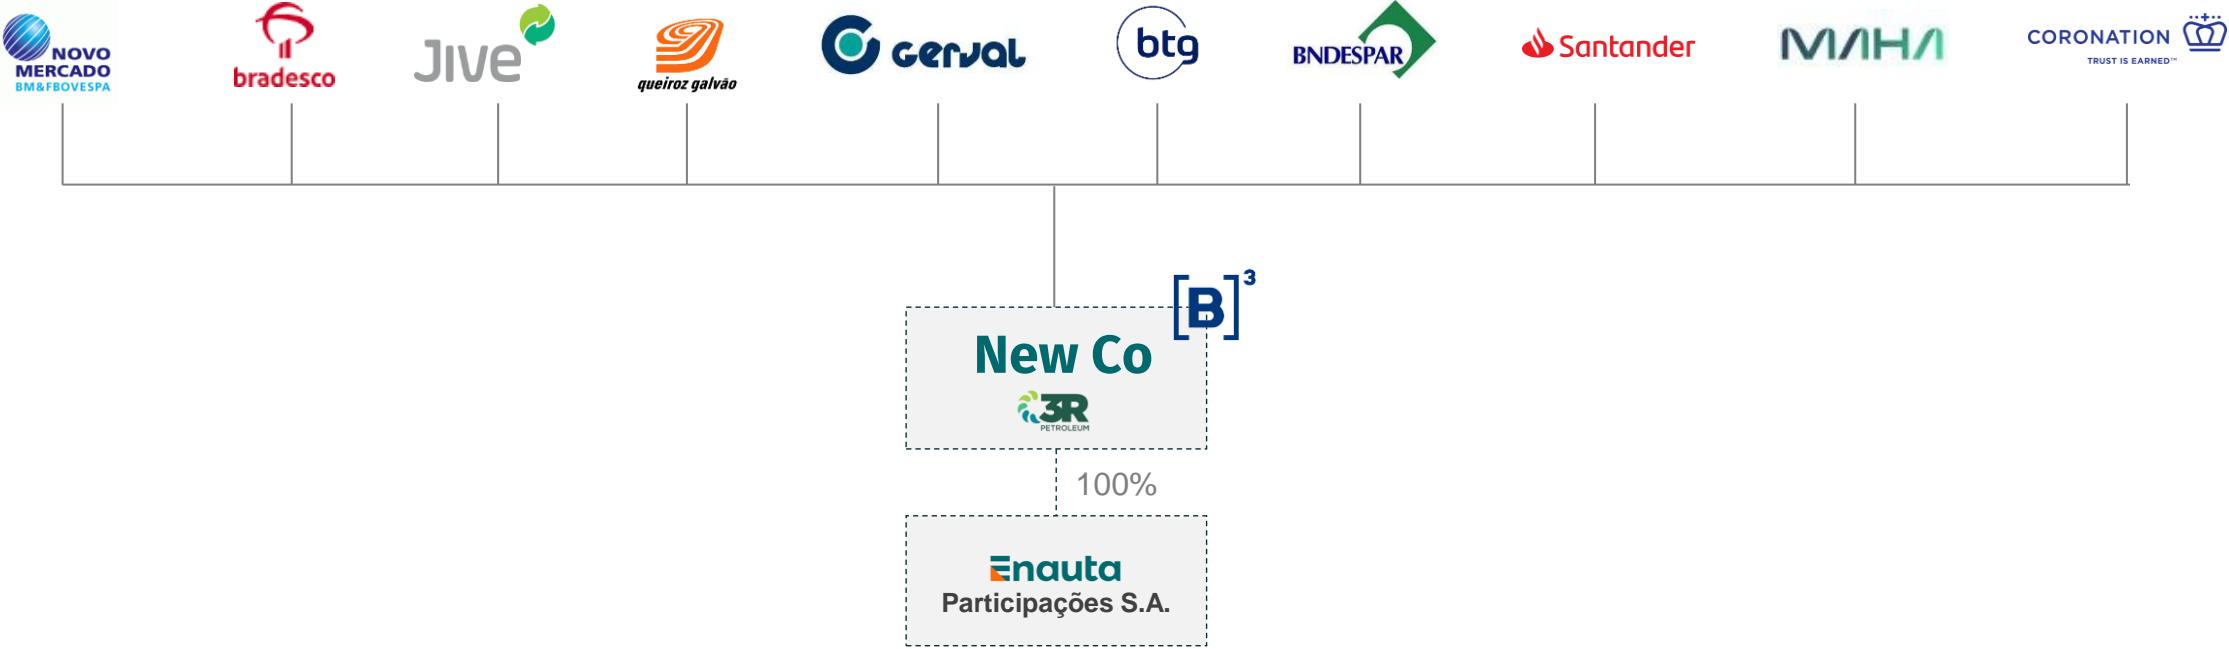 NOVO
MERCADO
BM&FBOVESPA
bradesco
Jive
queiroz galvão
Gerval
btg
BNDESPAR
Santander
MAHA
CORONATION
TRUST IS EARNED™
[B]³
New Co
3R
PETROLEUM
100%
Enauta
Participações S.A.